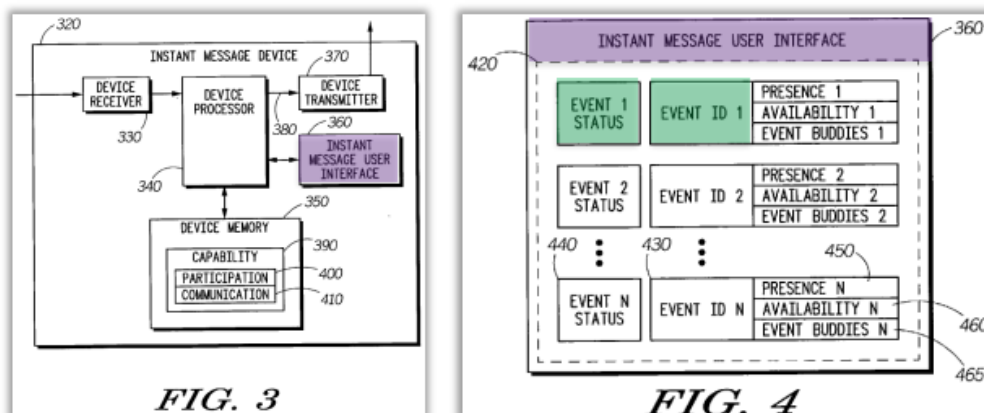 320
INSTANT MESSAGE DEVICE
370
DEVICE
RECEIVER
330
DEVICE
PROCESSOR
340
DEVICE
TRANSMITTER
380
360
INSTANT
MESSAGE USER
INTERFACE
350
DEVICE MEMORY
390
CAPABILITY
400
PARTICIPATION
410
COMMUNICATION
FIG. 3
INSTANT MESSAGE USER INTERFACE
360
420
EVENT 1
STATUS
EVENT ID 1
PRESENCE 1
AVAILABILITY 1
EVENT BUDDIES 1
EVENT 2
STATUS
EVENT ID 2
PRESENCE 2
AVAILABILITY 2
EVENT BUDDIES 2
440
430
450
EVENT N
STATUS
EVENT ID N
PRESENCE N
AVAILABILITY N
EVENT BUDDIES N
460
465
FIG. 4